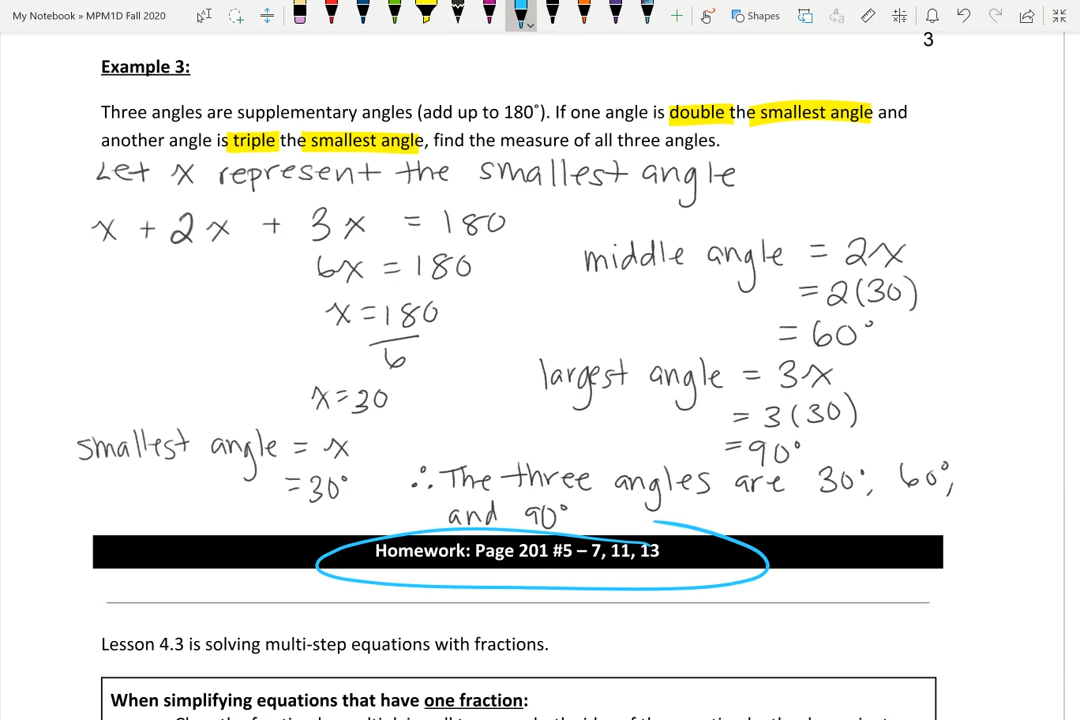 My Notebook » MPM1D Fall 2020
Shapes
3
Example 3:
Three angles are supplementary angles (add up to 180˚). If one angle is double the smallest angle and
another angle is triple the smallest angle, find the measure of all three angles.
Let x represent the smallest angle
x + 2x + 3x = 180
6x = 180
x = 180
6
x = 30
smallest angle = x
= 30°
middle angle = 2x
= 2(30)
= 60°
largest angle = 3x
= 3(30)
= 90°
∴ The three angles are 30°, 60°,
and 90°
Homework: Page 201 #5 – 7, 11, 13
Lesson 4.3 is solving multi-step equations with fractions.
When simplifying equations that have one fraction: